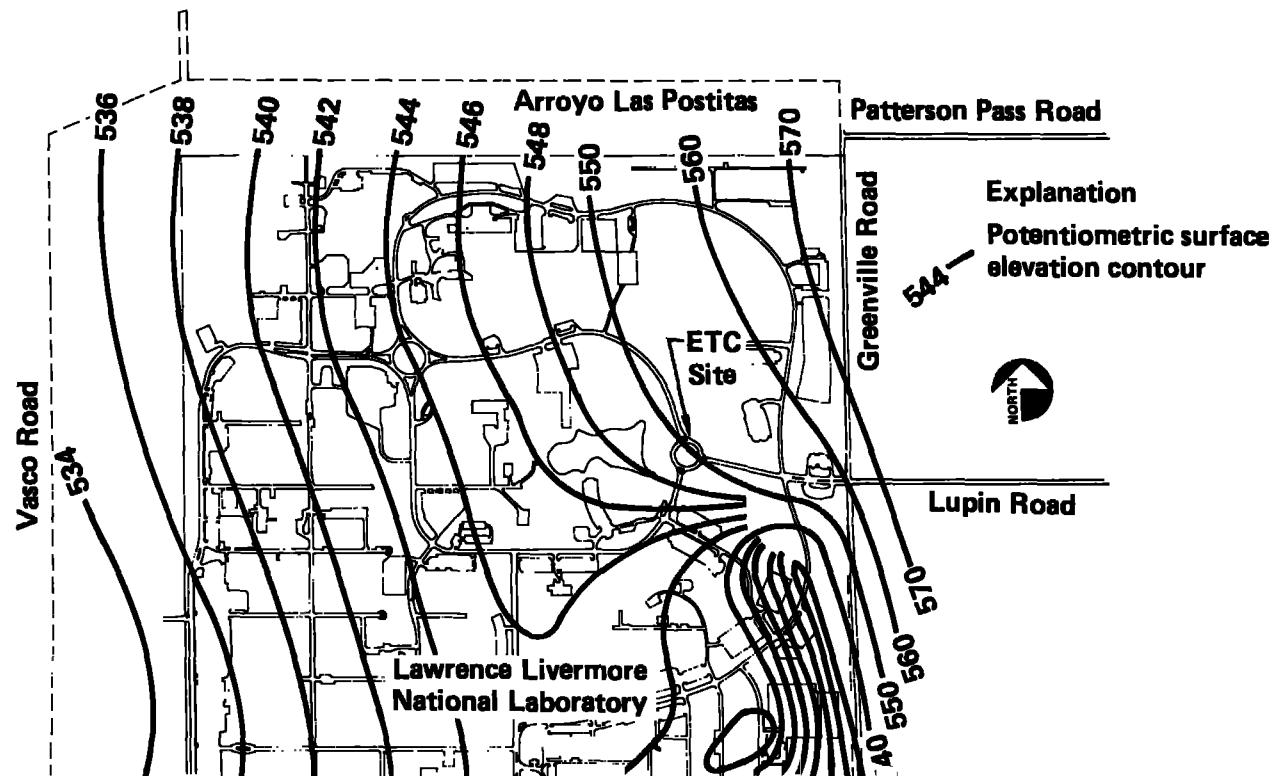 536
538
540
542
544
546
548
550
560
570
Arroyo Las Postitas
Patterson Pass Road
Greenville Road
Explanation
Potentiometric surface
elevation contour
544
NORTH
ETC
Site
Vasco Road
534
Lupin Road
Lawrence Livermore
National Laboratory
570
560
550
40